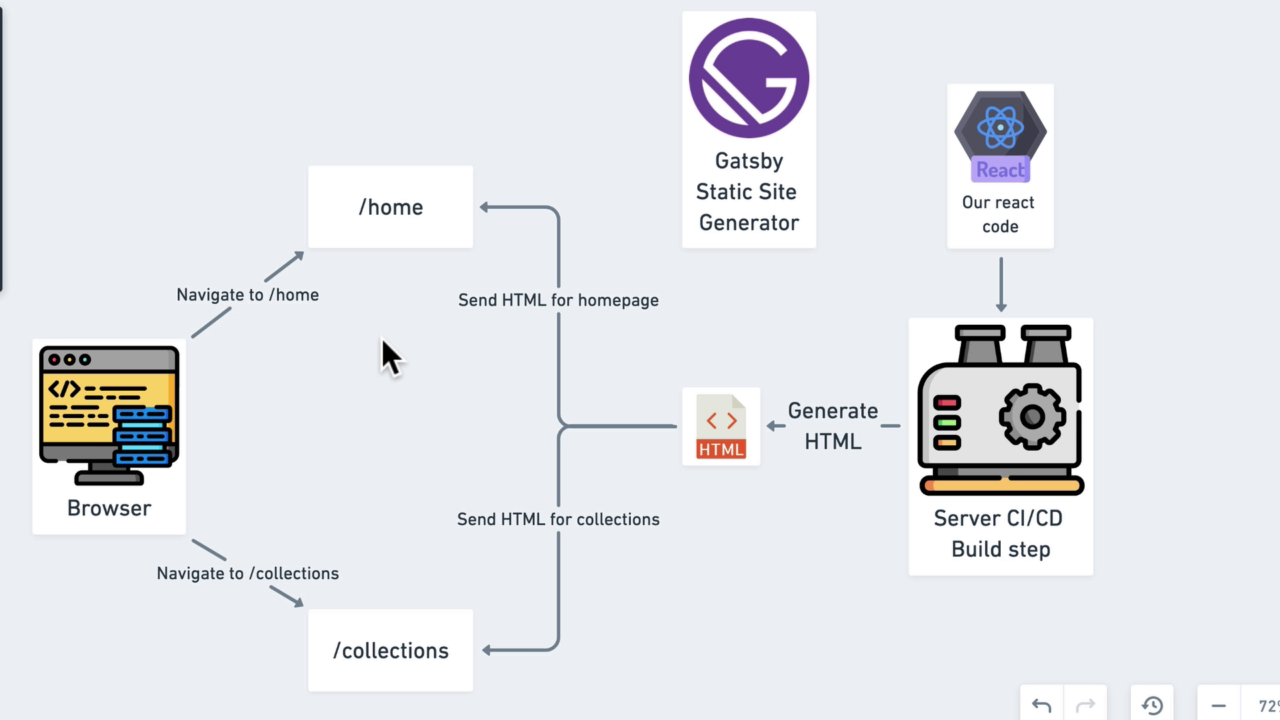 Gatsby
Static Site
Generator
React
Our react
code
/home
Navigate to /home
Send HTML for homepage
Browser
HTML
Generate
HTML
Server CI/CD
Build step
Send HTML for collections
Navigate to /collections
/collections
72%